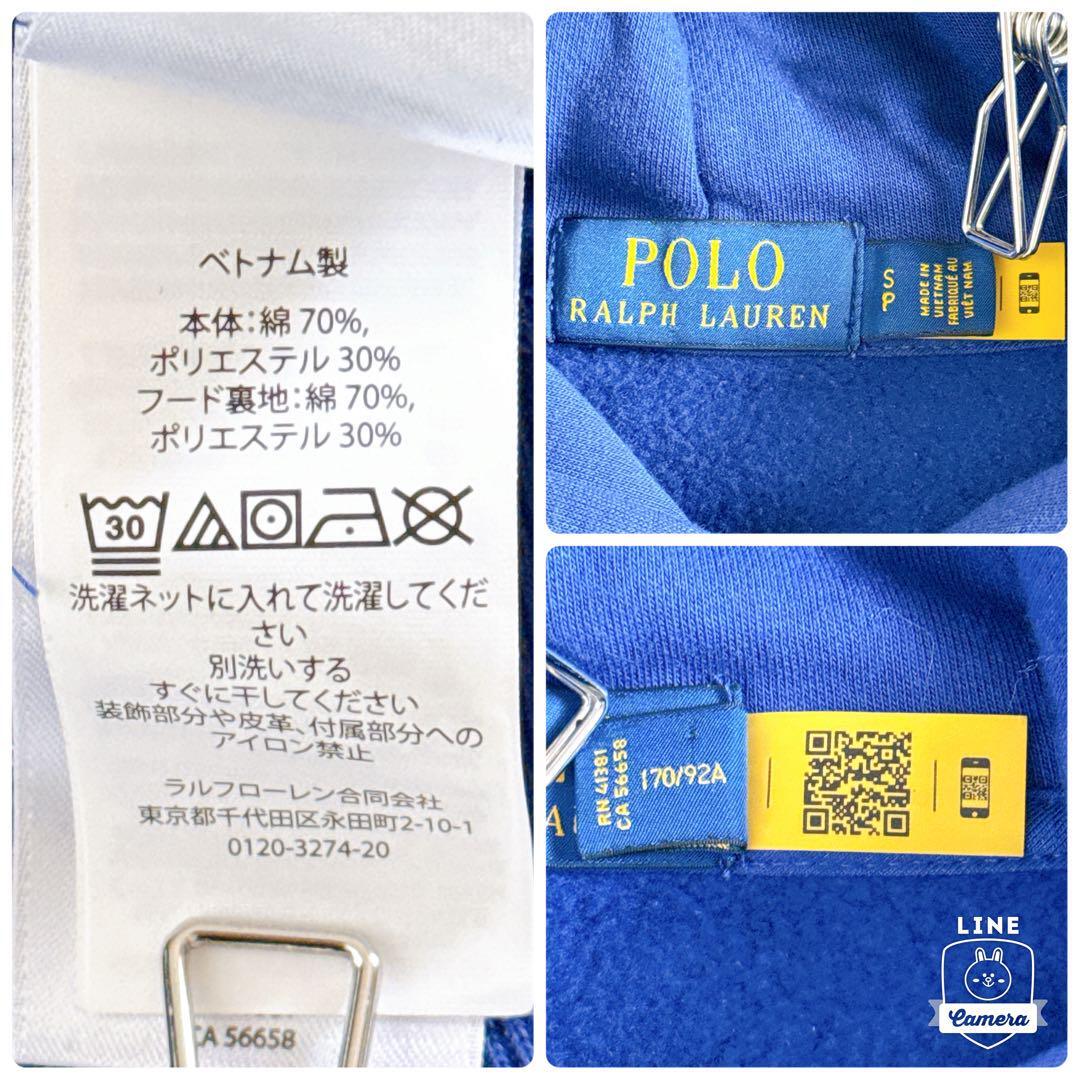 ベトナム製
本体:綿 70%,
ポリエステル 30%
フード裏地:綿 70%,
ポリエステル 30%
30
洗濯ネットに入れて洗濯してくだ
さい
別洗いする
すぐに干してください
装飾部分や皮革、付属部分への
アイロン禁止
ラルフローレン合同会社
東京都千代田区永田町2-10-1
0120-3274-20
CA 56658
POLO
RALPH LAUREN
S
P
MADE IN
VIETNAM
FABRIQUÉ AU
VIÊT NAM
RN 41381
CA 56658
170/92A
LINE
Camera